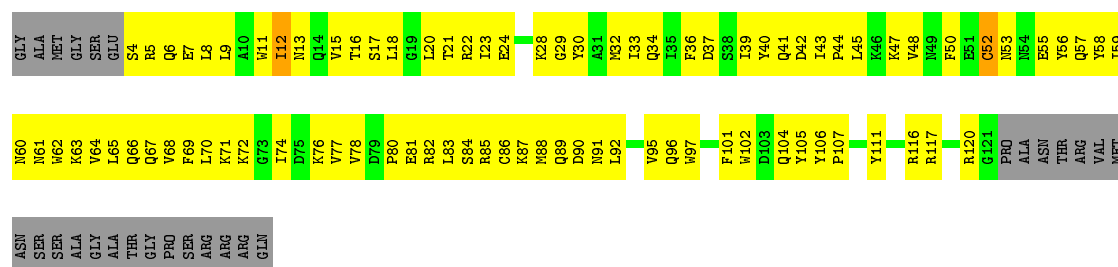 GLY ALA MET GLY SER GLU S4 R5 Q6 E7 L8 L9 A10 W11 I12 N13 Q14 V15 T16 S17 L18 G19 L20 T21 R22 I23 E24 K28 G29 Y30 A31 M32 I33 Q34 I35 F36 D37 S38 I39 Y40 Q41 D42 I43 P44 L45 K46 K47 V48 N49 F50 E51 C52 N53 N54 E55 Y56 Q57 Y58 I59
N60 N61 W62 K63 V64 L65 Q66 Q67 V68 F69 L70 K71 K72 G73 I74 D75 K76 V77 V78 D79 P80 E81 R82 L83 S84 R85 C86 K87 M88 Q89 D90 N91 L92 V95 Q96 W97 F101 W102 D103 Q104 Y105 Y106 P107 Y111 R116 R117 R120 G121 PRO ALA ASN THR ARG VAL MET
ASN SER SER ALA GLY ALA THR GLY PRO SER ARG ARG ARG GLN